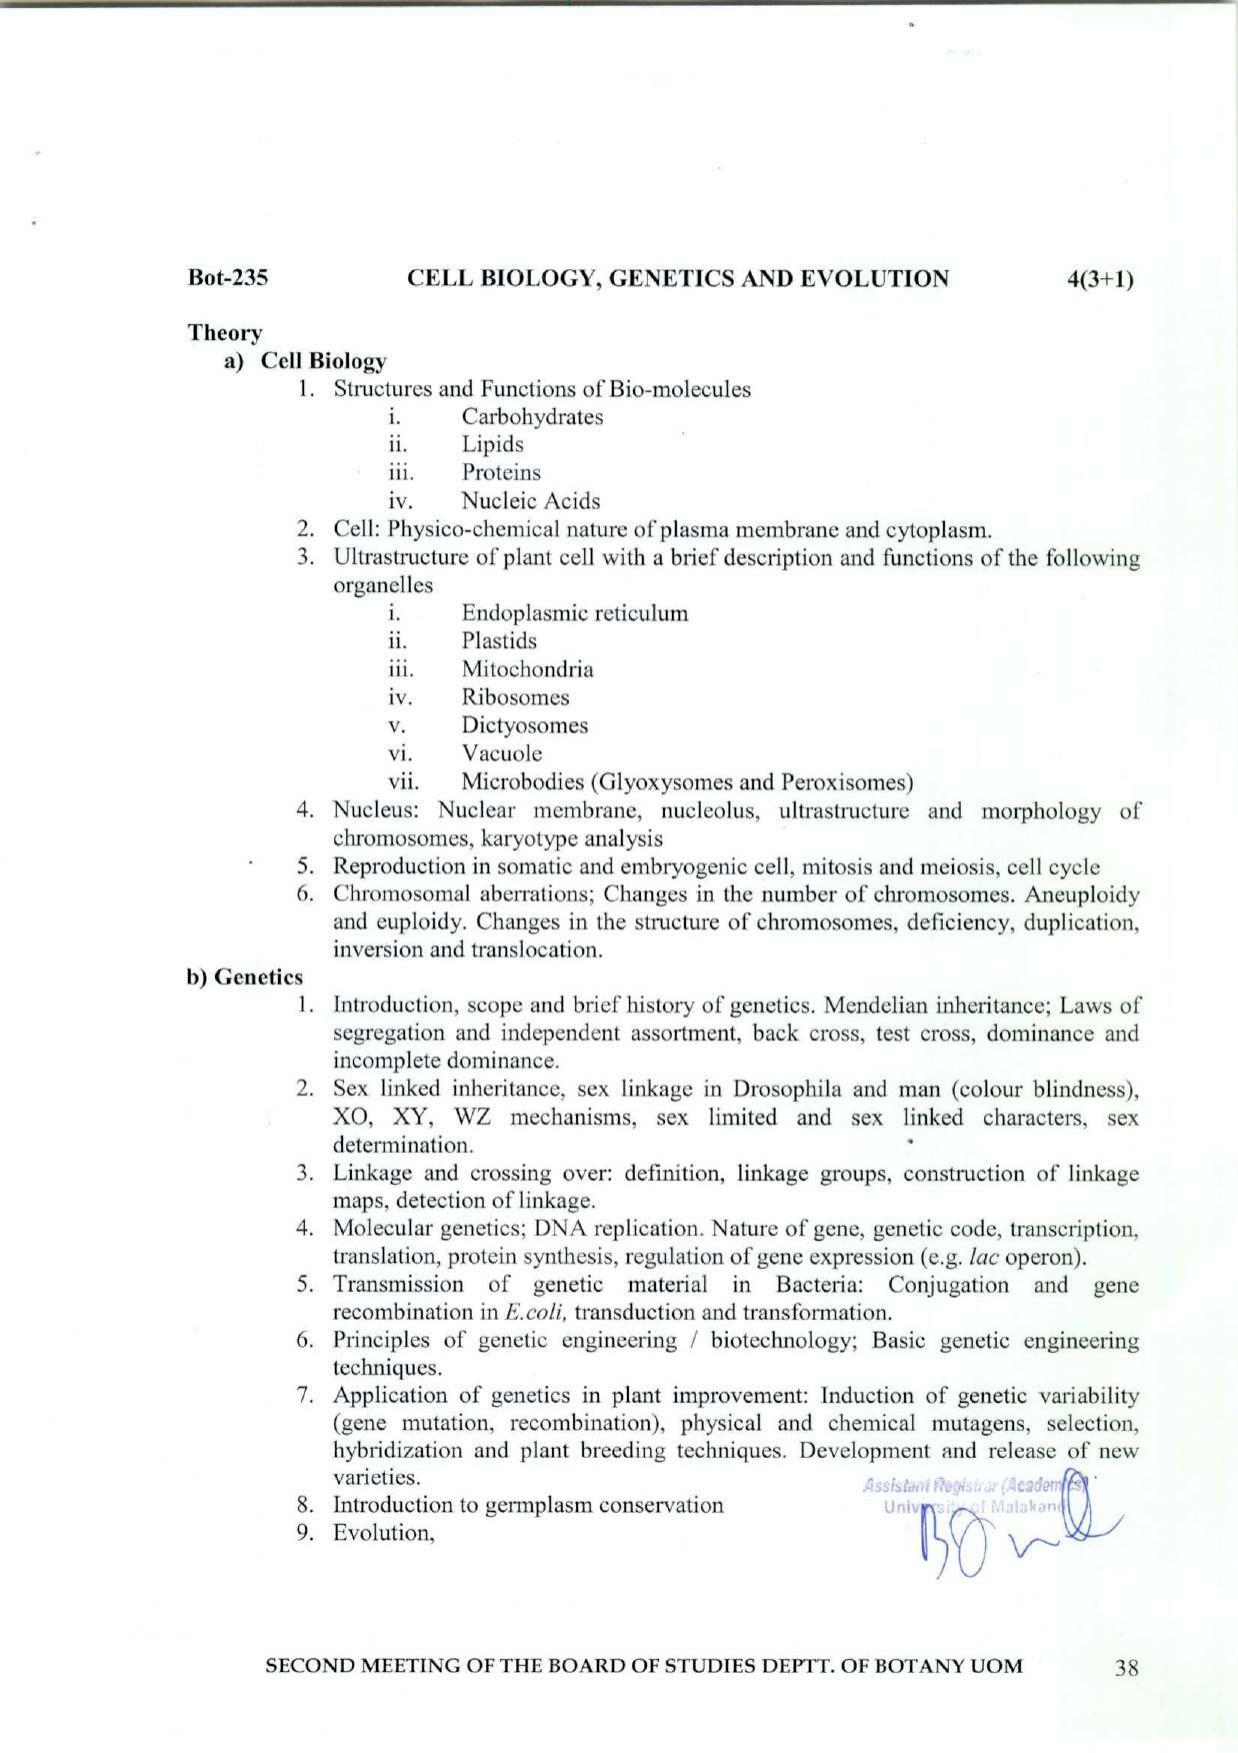 Bot-235 CELL BIOLOGY, GENETICS AND EVOLUTION 4(3+1)
Theory
a) Cell Biology
1. Structures and Functions of Bio-molecules
i. Carbohydrates
ii. Lipids
iii. Proteins
iv. Nucleic Acids
2. Cell: Physico-chemical nature of plasma membrane and cytoplasm.
3. Ultrastructure of plant cell with a brief description and functions of the following
organelles
i. Endoplasmic reticulum
ii. Plastids
iii. Mitochondria
iv. Ribosomes
v. Dictyosomes
vi. Vacuole
vii. Microbodies (Glyoxysomes and Peroxisomes)
4. Nucleus: Nuclear membrane, nucleolus, ultrastructure and morphology of
chromosomes, karyotype analysis
5. Reproduction in somatic and embryogenic cell, mitosis and meiosis, cell cycle
6. Chromosomal aberrations; Changes in the number of chromosomes. Aneuploidy
and euploidy. Changes in the structure of chromosomes, deficiency, duplication,
inversion and translocation.
b) Genetics
1. Introduction, scope and brief history of genetics. Mendelian inheritance; Laws of
segregation and independent assortment, back cross, test cross, dominance and
incomplete dominance.
2. Sex linked inheritance, sex linkage in Drosophila and man (colour blindness),
XO, XY, WZ mechanisms, sex limited and sex linked characters, sex
determination.
3. Linkage and crossing over: definition, linkage groups, construction of linkage
maps, detection of linkage.
4. Molecular genetics; DNA replication. Nature of gene, genetic code, transcription,
translation, protein synthesis, regulation of gene expression (e.g. lac operon).
5. Transmission of genetic material in Bacteria: Conjugation and gene
recombination in E.coli, transduction and transformation.
6. Principles of genetic engineering / biotechnology; Basic genetic engineering
techniques.
7. Application of genetics in plant improvement: Induction of genetic variability
(gene mutation, recombination), physical and chemical mutagens, selection,
hybridization and plant breeding techniques. Development and release of new
varieties.
Assistant Registrar (Academics)
8. Introduction to germplasm conservation
University of Malakand
9. Evolution,
SECOND MEETING OF THE BOARD OF STUDIES DEPTT. OF BOTANY UOM 38